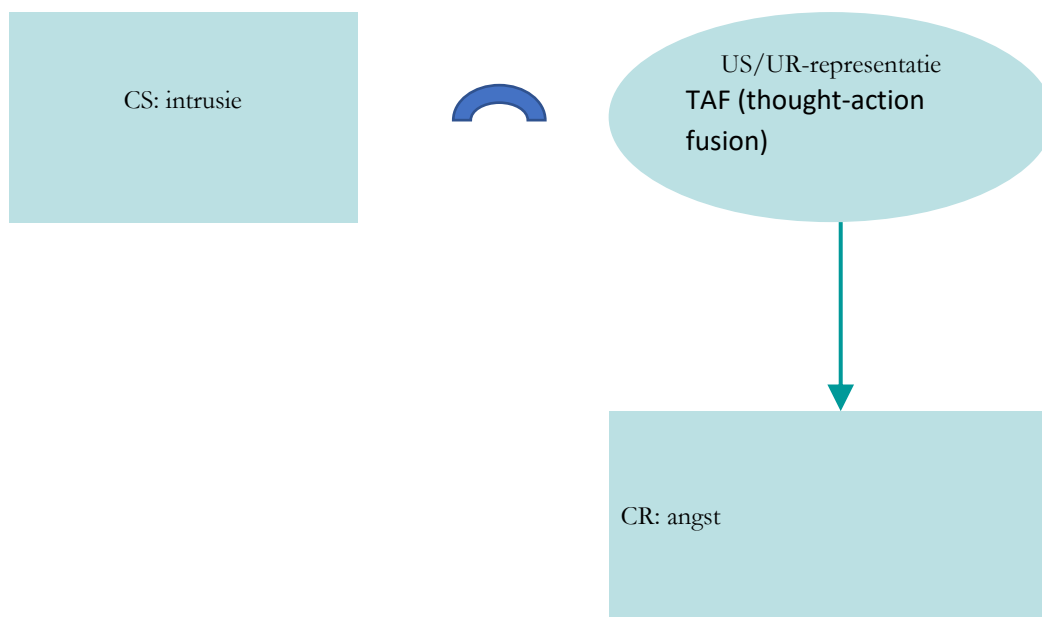 CS: intrusie
US/UR-representatie
TAF (thought-action
fusion)
CR: angst